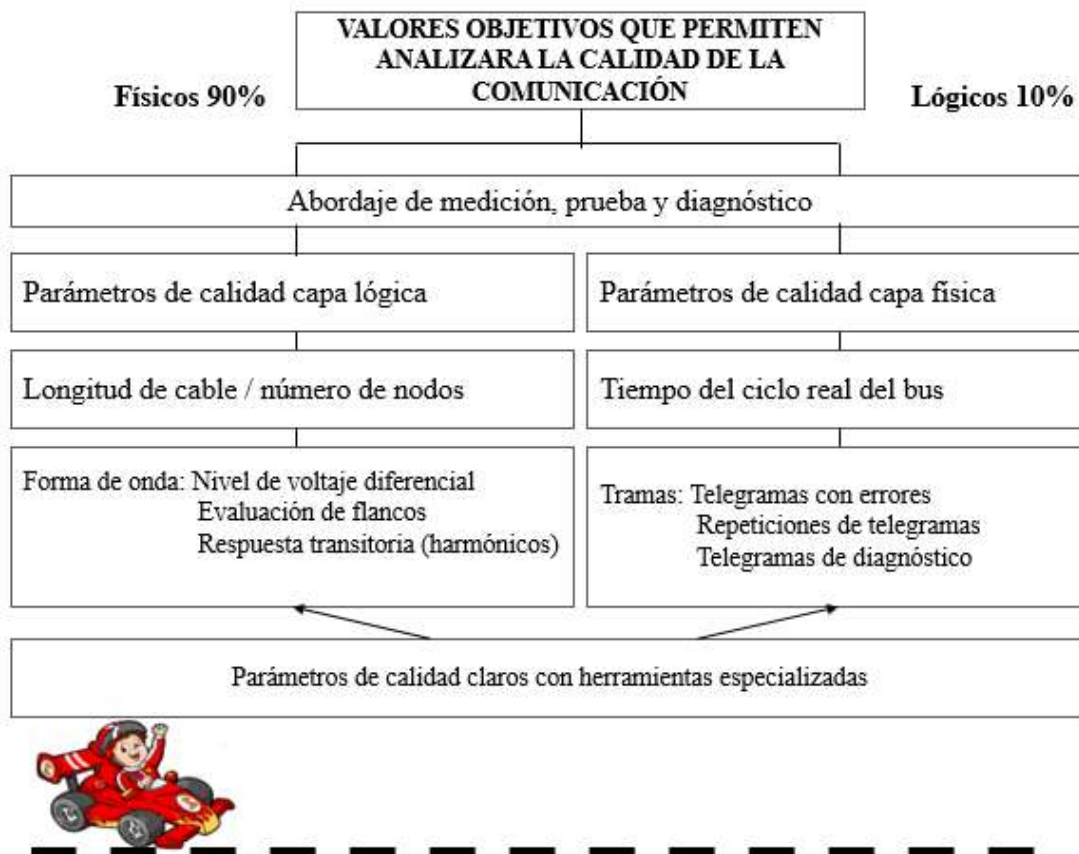 VALORES OBJETIVOS QUE PERMITEN
ANALIZARA LA CALIDAD DE LA
COMUNICACIÓN
Físicos 90%
Lógicos 10%
Abordaje de medición, prueba y diagnóstico
Parámetros de calidad capa lógica
Parámetros de calidad capa física
Longitud de cable / número de nodos
Tiempo del ciclo real del bus
Forma de onda: Nivel de voltaje diferencial
Evaluación de flancos
Respuesta transitoria (harmónicos)
Tramas: Telegramas con errores
Repeticiones de telegramas
Telegramas de diagnóstico
Parámetros de calidad claros con herramientas especializadas